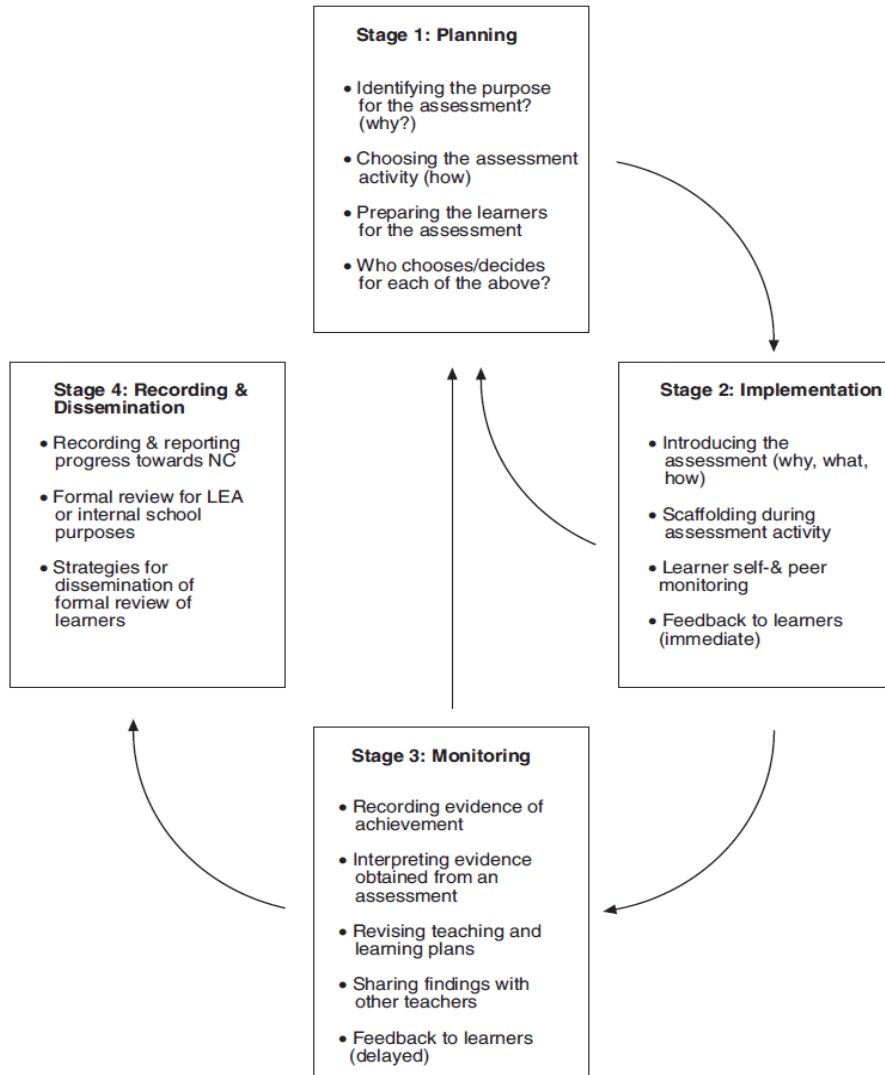 Stage 1: Planning
• Identifying the purpose
for the assessment?
(why?)
• Choosing the assessment
activity (how)
• Preparing the learners
for the assessment
• Who chooses/decides
for each of the above?
Stage 4: Recording &
Dissemination
• Recording & reporting
progress towards NC
• Formal review for LEA
or internal school
purposes
• Strategies for
dissemination of
formal review of
learners
Stage 2: Implementation
• Introducing the
assessment (why, what,
how)
• Scaffolding during
assessment activity
• Learner self-& peer
monitoring
• Feedback to learners
(immediate)
Stage 3: Monitoring
• Recording evidence of
achievement
• Interpreting evidence
obtained from an
assessment
• Revising teaching and
learning plans
• Sharing findings with
other teachers
• Feedback to learners
(delayed)